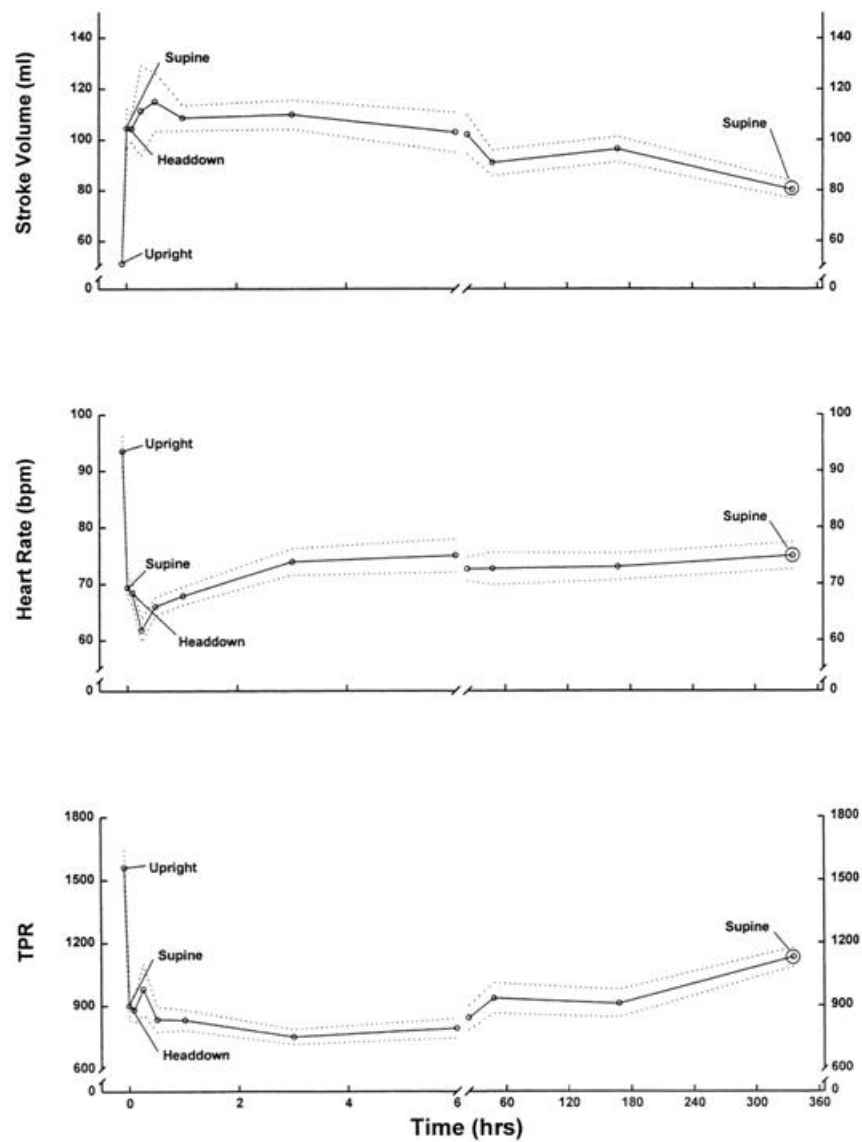 Stroke Volume (ml)
140
120
100
80
60
0
Supine
Headdown
Upright
Supine
140
120
100
80
60
0
Heart Rate (bpm)
100
90
80
70
60
0
Upright
Supine
Headdown
Supine
100
90
80
70
60
0
TPR
1800
1500
1200
900
600
0
Upright
Supine
Headdown
Supine
1800
1500
1200
900
600
0
0 2 4 6 60 120 180 240 300 360
Time (hrs)